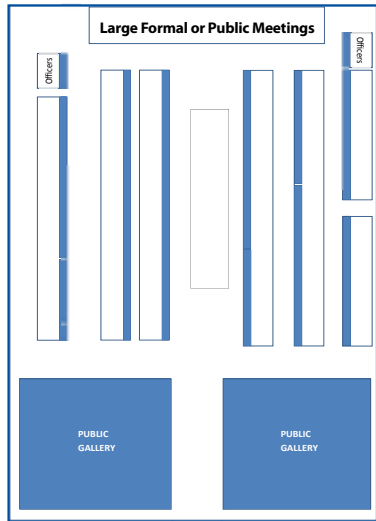 Large Formal or Public Meetings
Officers
Officers
PUBLIC
GALLERY
PUBLIC
GALLERY